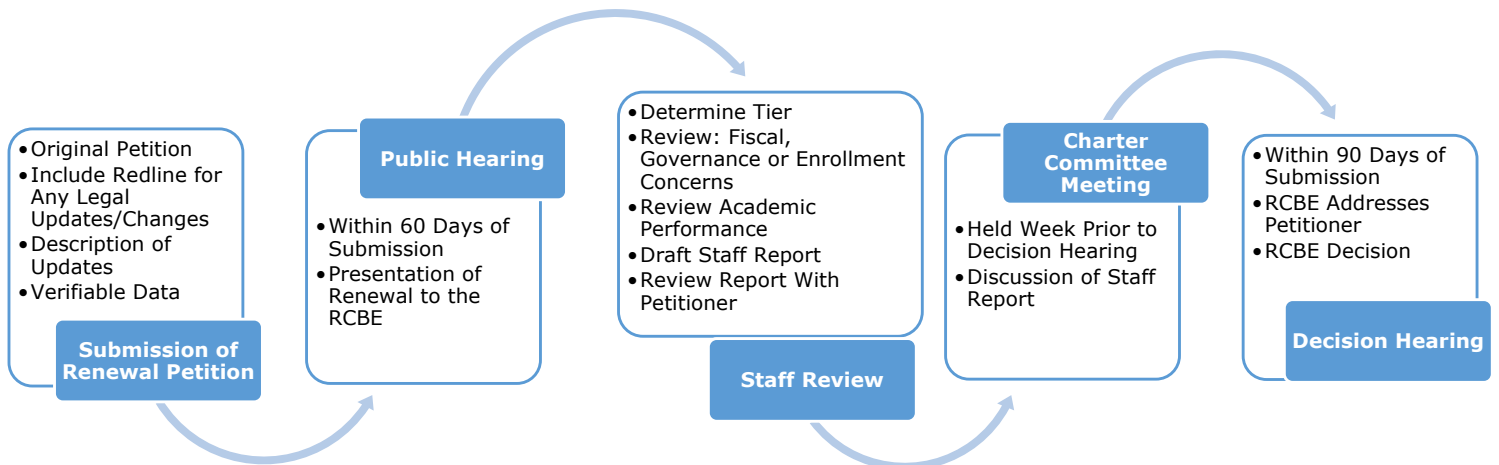 •Original Petition
•Include Redline for
Any Legal
Updates/Changes
•Description of
Updates
•Verifiable Data
Submission of
Renewal Petition
Public Hearing
•Within 60 Days of
Submission
•Presentation of
Renewal to the
RCBE
•Determine Tier
•Review: Fiscal,
Governance or Enrollment
Concerns
•Review Academic
Performance
•Draft Staff Report
•Review Report With
Petitioner
Staff Review
Charter
Committee
Meeting
•Held Week Prior to
Decision Hearing
•Discussion of Staff
Report
•Within 90 Days of
Submission
•RCBE Addresses
Petitioner
•RCBE Decision
Decision Hearing